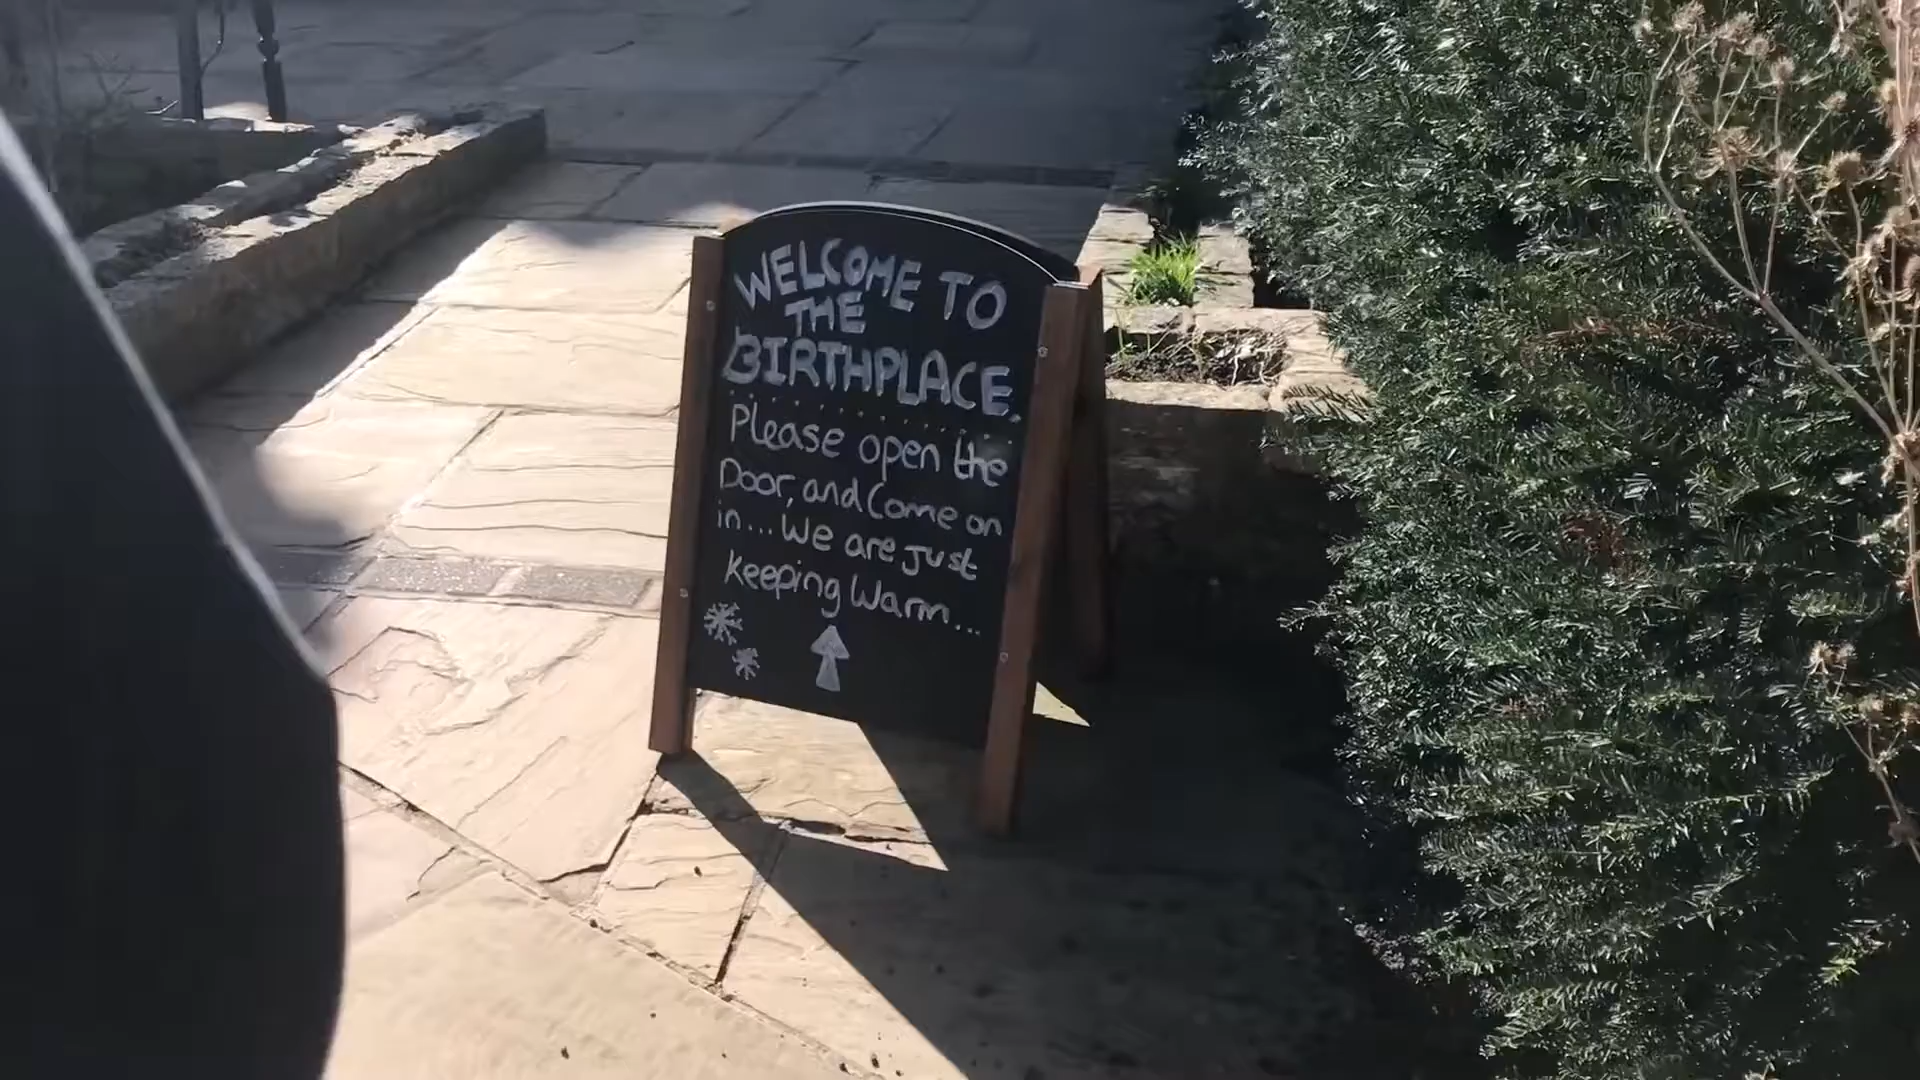 WELCOME TO
THE
BIRTHPLACE.
Please open the
Door, and Come on
in... We are just
keeping Warm...